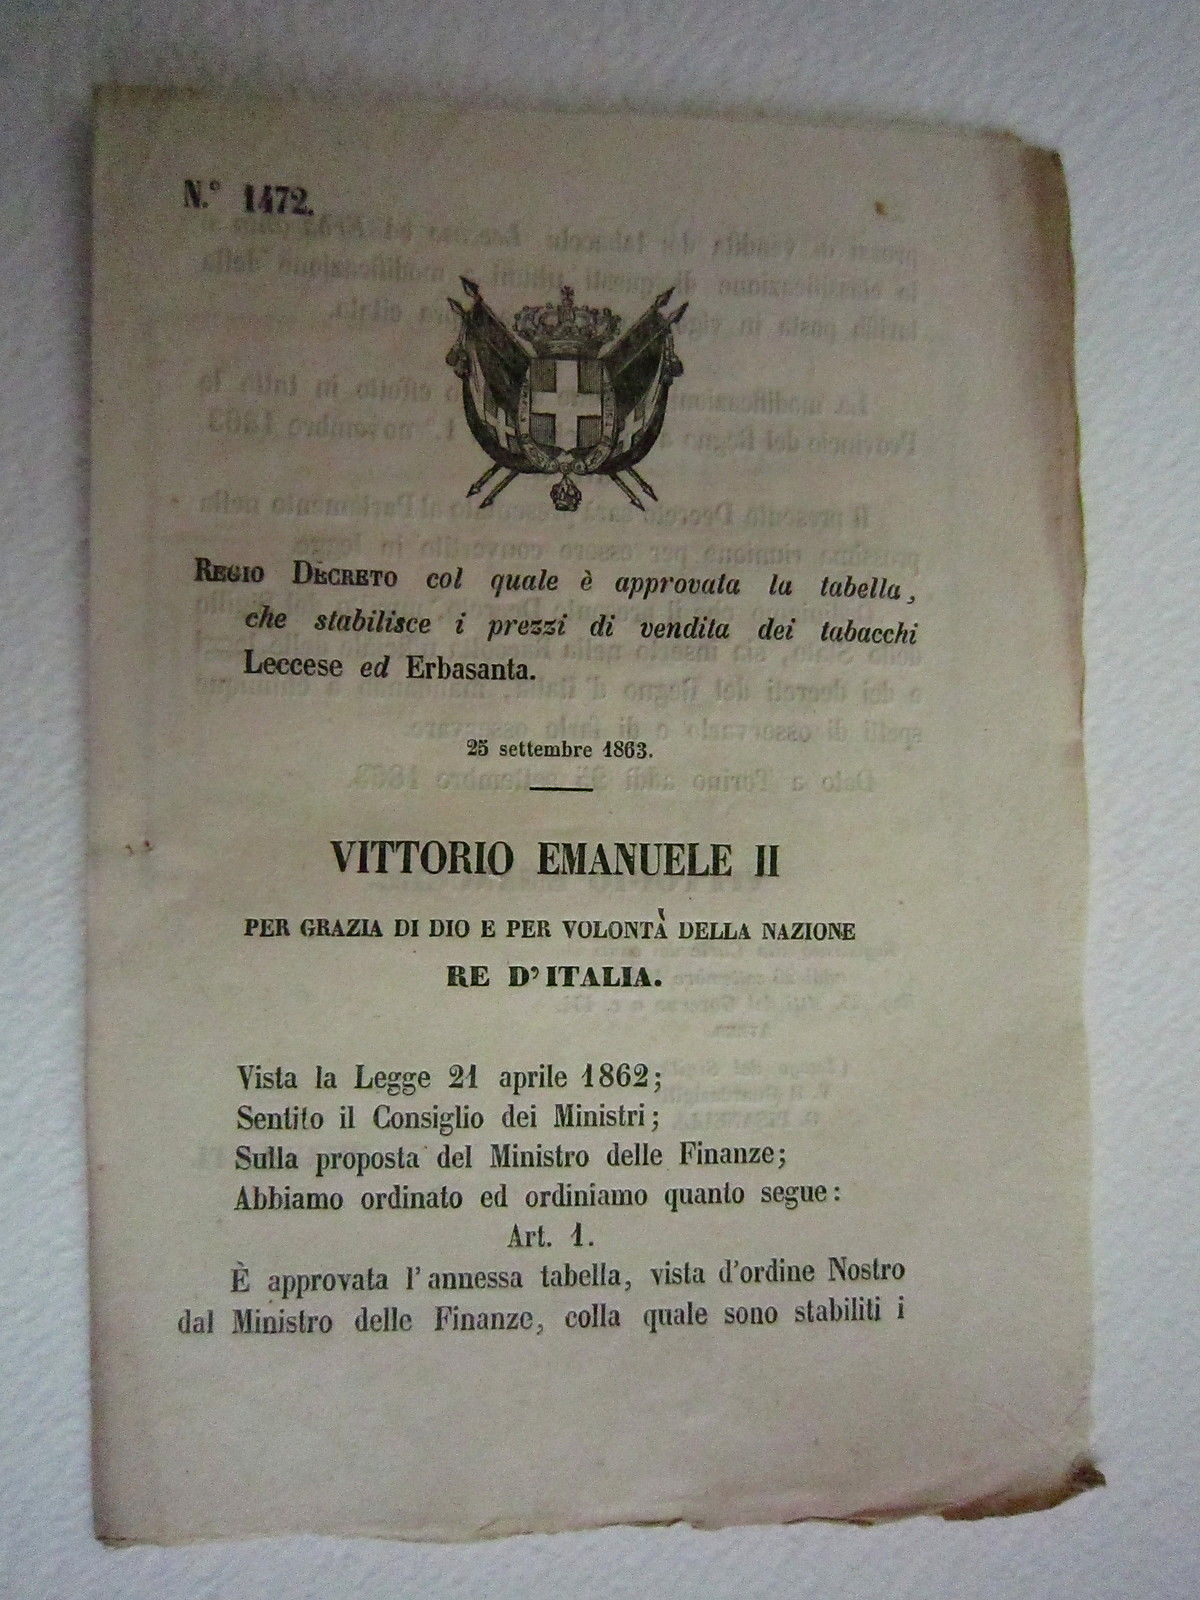 N.° 1472.
REGIO DECRETO col quale è approvata la tabella,
che stabilisce i prezzi di vendita dei tabacchi
Leccese ed Erbasanta.
25 settembre 1863.
VITTORIO EMANUELE II
PER GRAZIA DI DIO E PER VOLONTÀ DELLA NAZIONE
RE D'ITALIA.
Vista la Legge 21 aprile 1862;
Sentito il Consiglio dei Ministri;
Sulla proposta del Ministro delle Finanze;
Abbiamo ordinato ed ordiniamo quanto segue:
Art. 1.
È approvata l'annessa tabella, vista d'ordine Nostro
dal Ministro delle Finanze, colla quale sono stabiliti i